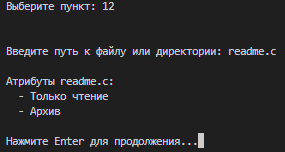 Выберите пункт: 12
Введите путь к файлу или директории: readme.c
Атрибуты readme.c:
- Только чтение
- Архив
Нажмите Enter для продолжения...